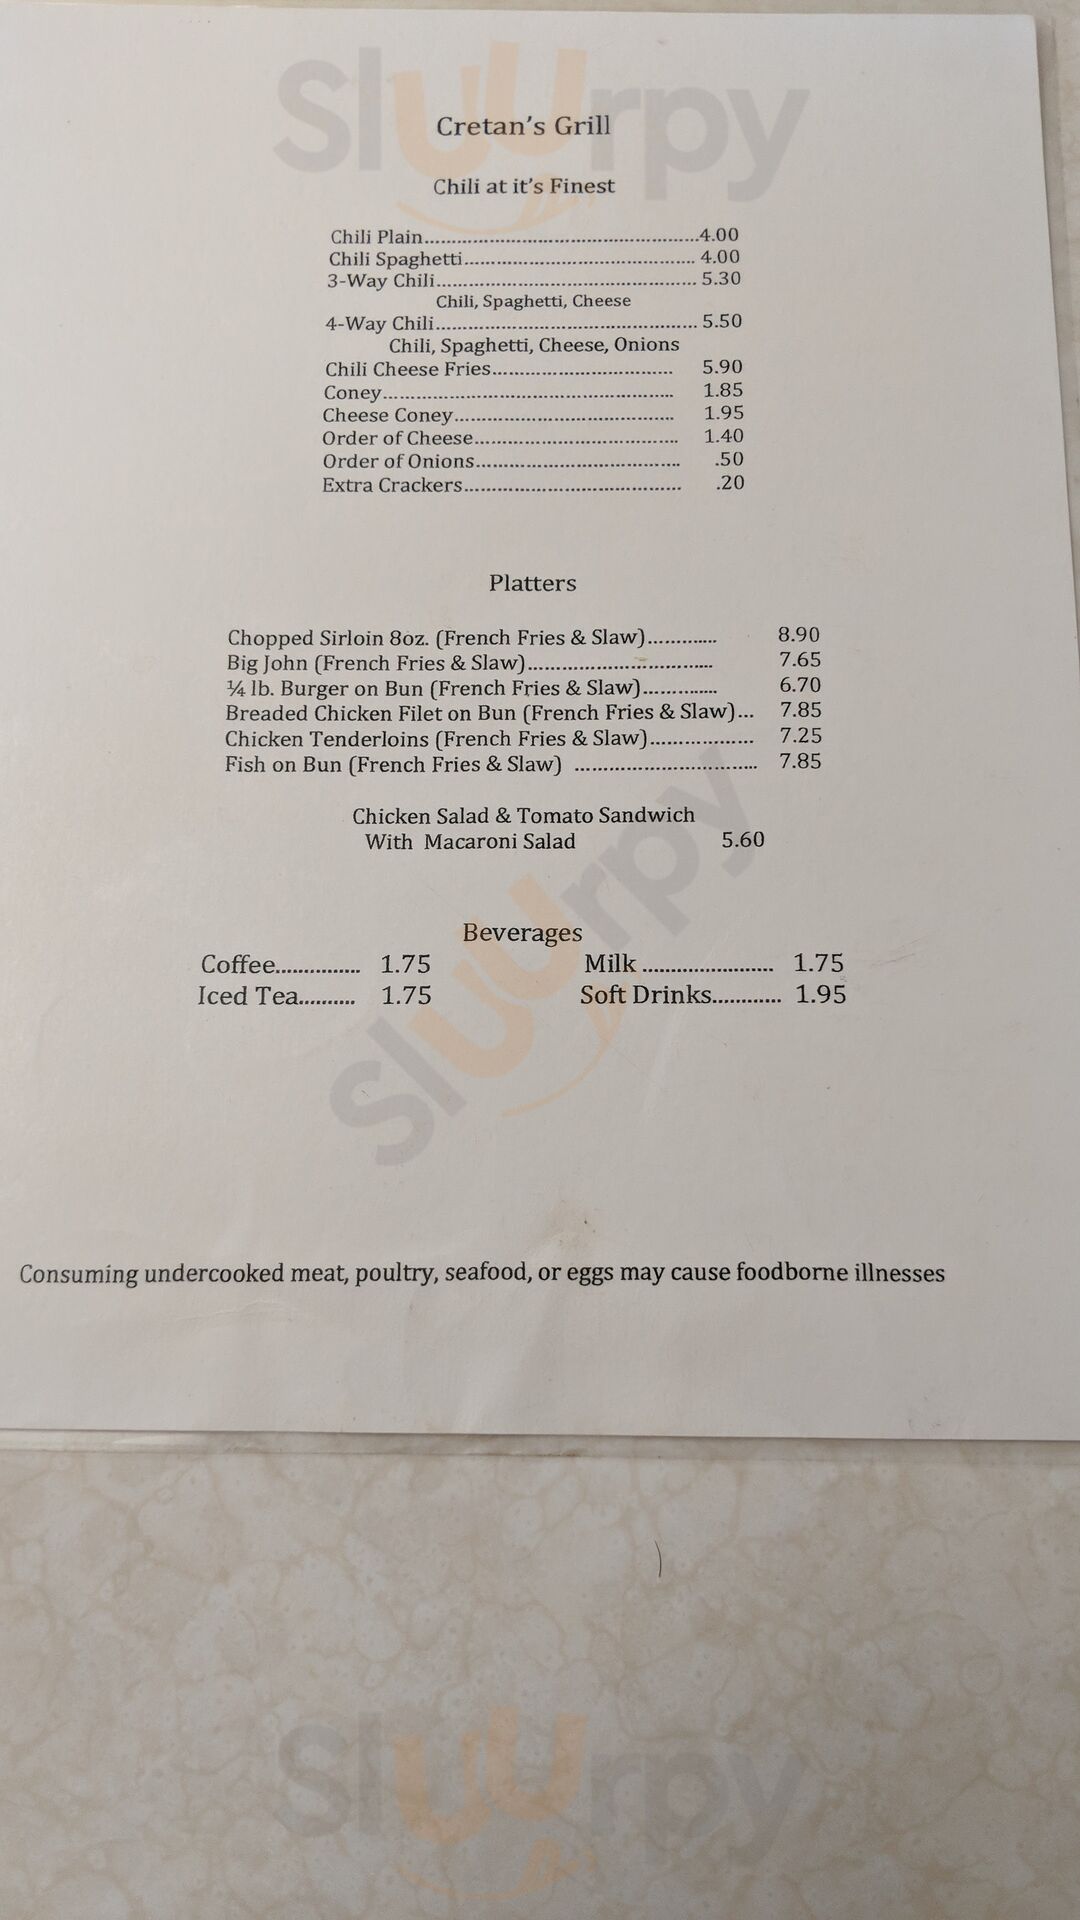 Sluurpy
Cretan's Grill
Chili at it's Finest
Chili Plain......................................................4.00
Chili Spaghetti............................................. 4.00
3-Way Chili................................................... 5.30
Chili, Spaghetti, Cheese
4-Way Chili................................................... 5.50
Chili, Spaghetti, Cheese, Onions
Chili Cheese Fries................................... 5.90
Coney......................................................... 1.85
Cheese Coney........................................... 1.95
Order of Cheese........................................ 1.40
Order of Onions........................................ .50
Extra Crackers.......................................... .20
Platters
Chopped Sirloin 8oz. (French Fries & Slaw)............. 8.90
Big John (French Fries & Slaw)................................... 7.65
¼ lb. Burger on Bun (French Fries & Slaw).............. 6.70
Breaded Chicken Filet on Bun (French Fries & Slaw)... 7.85
Chicken Tenderloins (French Fries & Slaw).................. 7.25
Fish on Bun (French Fries & Slaw) ................................... 7.85
Chicken Salad & Tomato Sandwich
With Macaroni Salad 5.60
Sluurpy
Beverages
Coffee............... 1.75 Milk ....................... 1.75
Iced Tea.......... 1.75 Soft Drinks............ 1.95
Consuming undercooked meat, poultry, seafood, or eggs may cause foodborne illnesses
Sluurpy